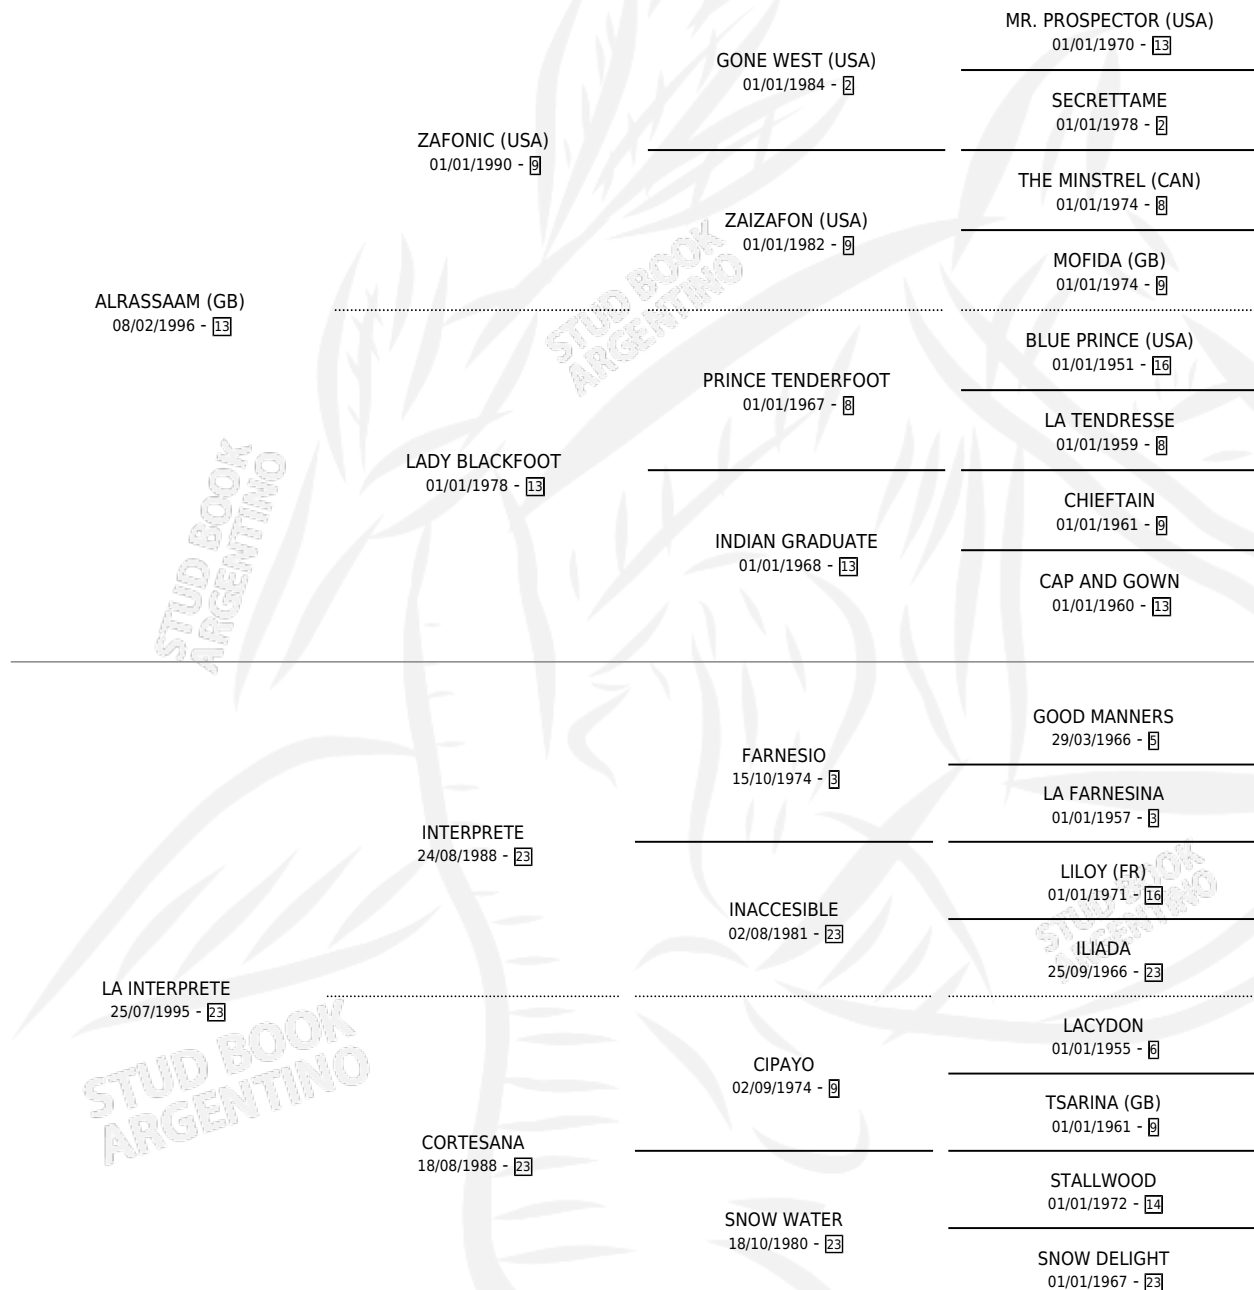 MR. PROSPECTOR (USA)
01/01/1970 - 13
GONE WEST (USA)
01/01/1984 - 2
SECRETTAME
01/01/1978 - 2
ZAFONIC (USA)
01/01/1990 - 9
THE MINSTREL (CAN)
01/01/1974 - 8
ZAIZAFON (USA)
01/01/1982 - 9
MOFIDA (GB)
01/01/1974 - 9
ALRASSAAM (GB)
08/02/1996 - 13
BLUE PRINCE (USA)
01/01/1951 - 16
PRINCE TENDERFOOT
01/01/1967 - 8
LA TENDRESSE
01/01/1959 - 8
LADY BLACKFOOT
01/01/1978 - 13
CHIEFTAIN
01/01/1961 - 9
INDIAN GRADUATE
01/01/1968 - 13
CAP AND GOWN
01/01/1960 - 13
GOOD MANNERS
29/03/1966 - 5
FARNESIO
15/10/1974 - 3
LA FARNESINA
01/01/1957 - 3
INTERPRETE
24/08/1988 - 23
LILOY (FR)
01/01/1971 - 16
INACCESIBLE
02/08/1981 - 23
ILIADA
25/09/1966 - 23
LA INTERPRETE
25/07/1995 - 23
LACYDON
01/01/1955 - 6
CIPAYO
02/09/1974 - 9
TSARINA (GB)
01/01/1961 - 9
CORTESANA
18/08/1988 - 23
STALLWOOD
01/01/1972 - 14
SNOW WATER
18/10/1980 - 23
SNOW DELIGHT
01/01/1967 - 23
STUD BOOK
ARGENTINO
STUD BOOK
ARGENTINO
STUD BOOK
ARGENTINO
STUD BOOK
ARGENTINO